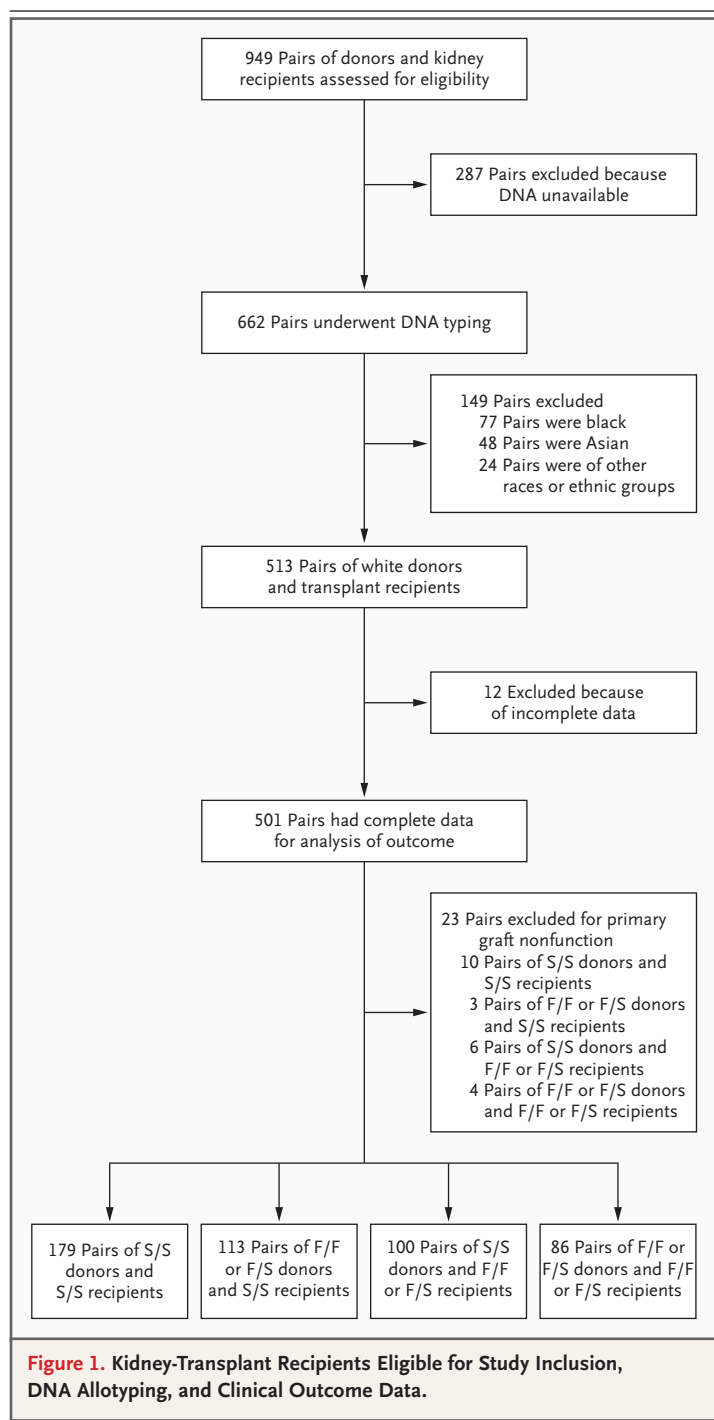 949 Pairs of donors and kidney
recipients assessed for eligibility
287 Pairs excluded because
DNA unavailable
662 Pairs underwent DNA typing
149 Pairs excluded
77 Pairs were black
48 Pairs were Asian
24 Pairs were of other
races or ethnic groups
513 Pairs of white donors
and transplant recipients
12 Excluded because
of incomplete data
501 Pairs had complete data
for analysis of outcome
23 Pairs excluded for primary
graft nonfunction
10 Pairs of S/S donors and
S/S recipients
3 Pairs of F/F or F/S donors
and S/S recipients
6 Pairs of S/S donors and
F/F or F/S recipients
4 Pairs of F/F or F/S donors
and F/F or F/S recipients
179 Pairs of S/S
donors and
S/S recipients
113 Pairs of F/F
or F/S donors
and S/S recipients
100 Pairs of S/S
donors and F/F
or F/S recipients
86 Pairs of F/F or
F/S donors and F/F
or F/S recipients
Figure 1. Kidney-Transplant Recipients Eligible for Study Inclusion,
DNA Allotyping, and Clinical Outcome Data.